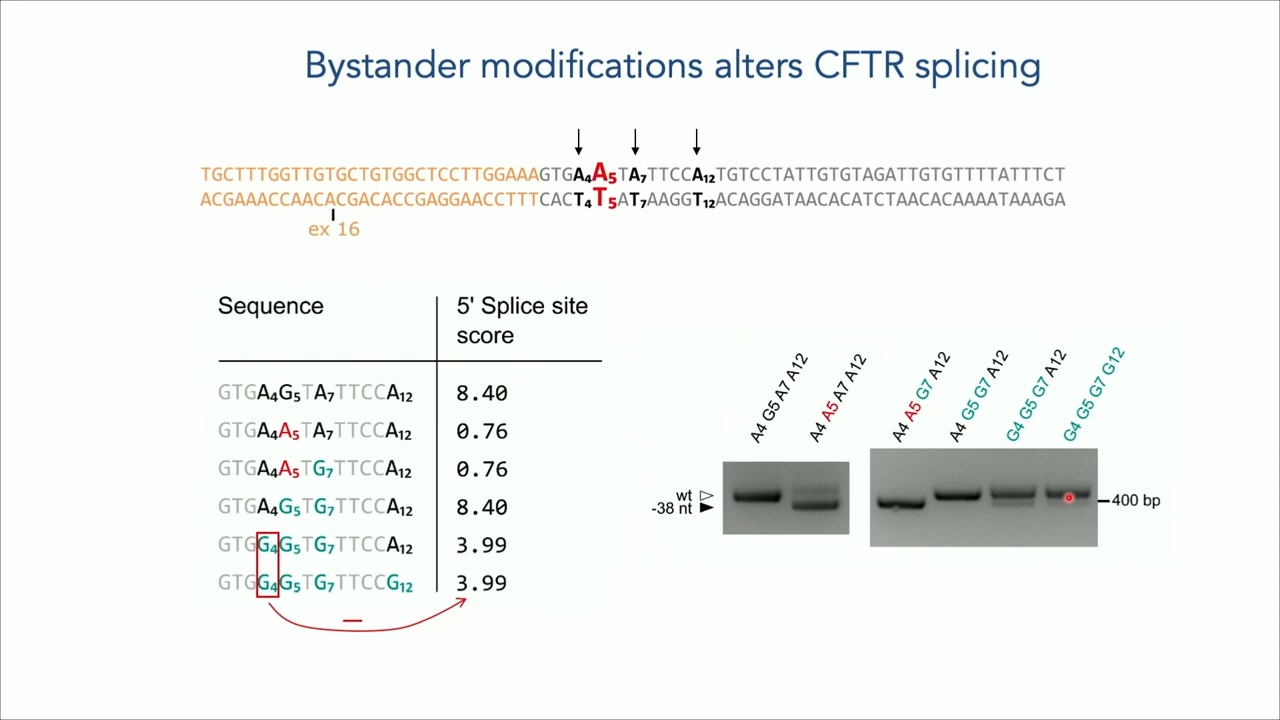 Bystander modifications alters CFTR splicing
TGCTTTGGTTGTGCTGTGGCTCCTTGGAAAGTGA4A5TA7TTCCA12TGTCCTATTGTGTAGATTGTGTTTTATTTCT
ACGAAACCAACACGACACCGAGGAACCTTTCACT4T5AT7AAGGT12ACAGGATAACACATCTAACACAAAATAAAGA
ex 16
Sequence 5' Splice site score
GTGA4G5TA7TTCCA12 8.40
GTGA4A5TA7TTCCA12 0.76
GTGA4A5TG7TTCCA12 0.76
GTGA4G5TG7TTCCA12 8.40
GTGG4G5TG7TTCCA12 3.99
GTGG4G5TG7TTCCG12 3.99
A4 G5 A7 A12
A4 A5 A7 A12
A4 A5 G7 A12
A4 G5 G7 A12
G4 G5 G7 A12
G4 G5 G7 G12
wt
-38 nt
400 bp